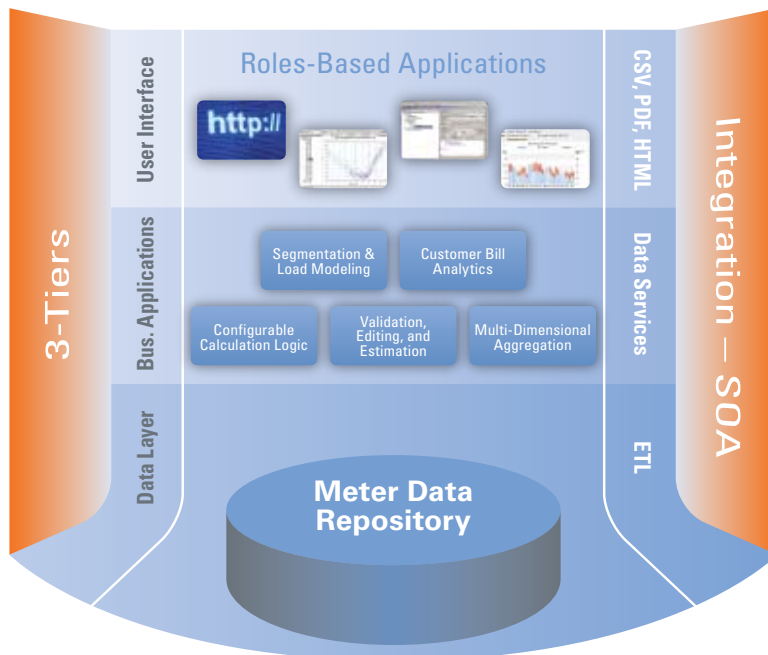 Roles-Based Applications
http://
3-Tiers
User Interface
Bus. Applications
Data Layer
Segmentation &
Load Modeling
Customer Bill
Analytics
Configurable
Calculation Logic
Validation,
Editing, and
Estimation
Multi-Dimensional
Aggregation
Meter Data
Repository
CSV, PDF, HTML
Data Services
ETL
Integration – SOA